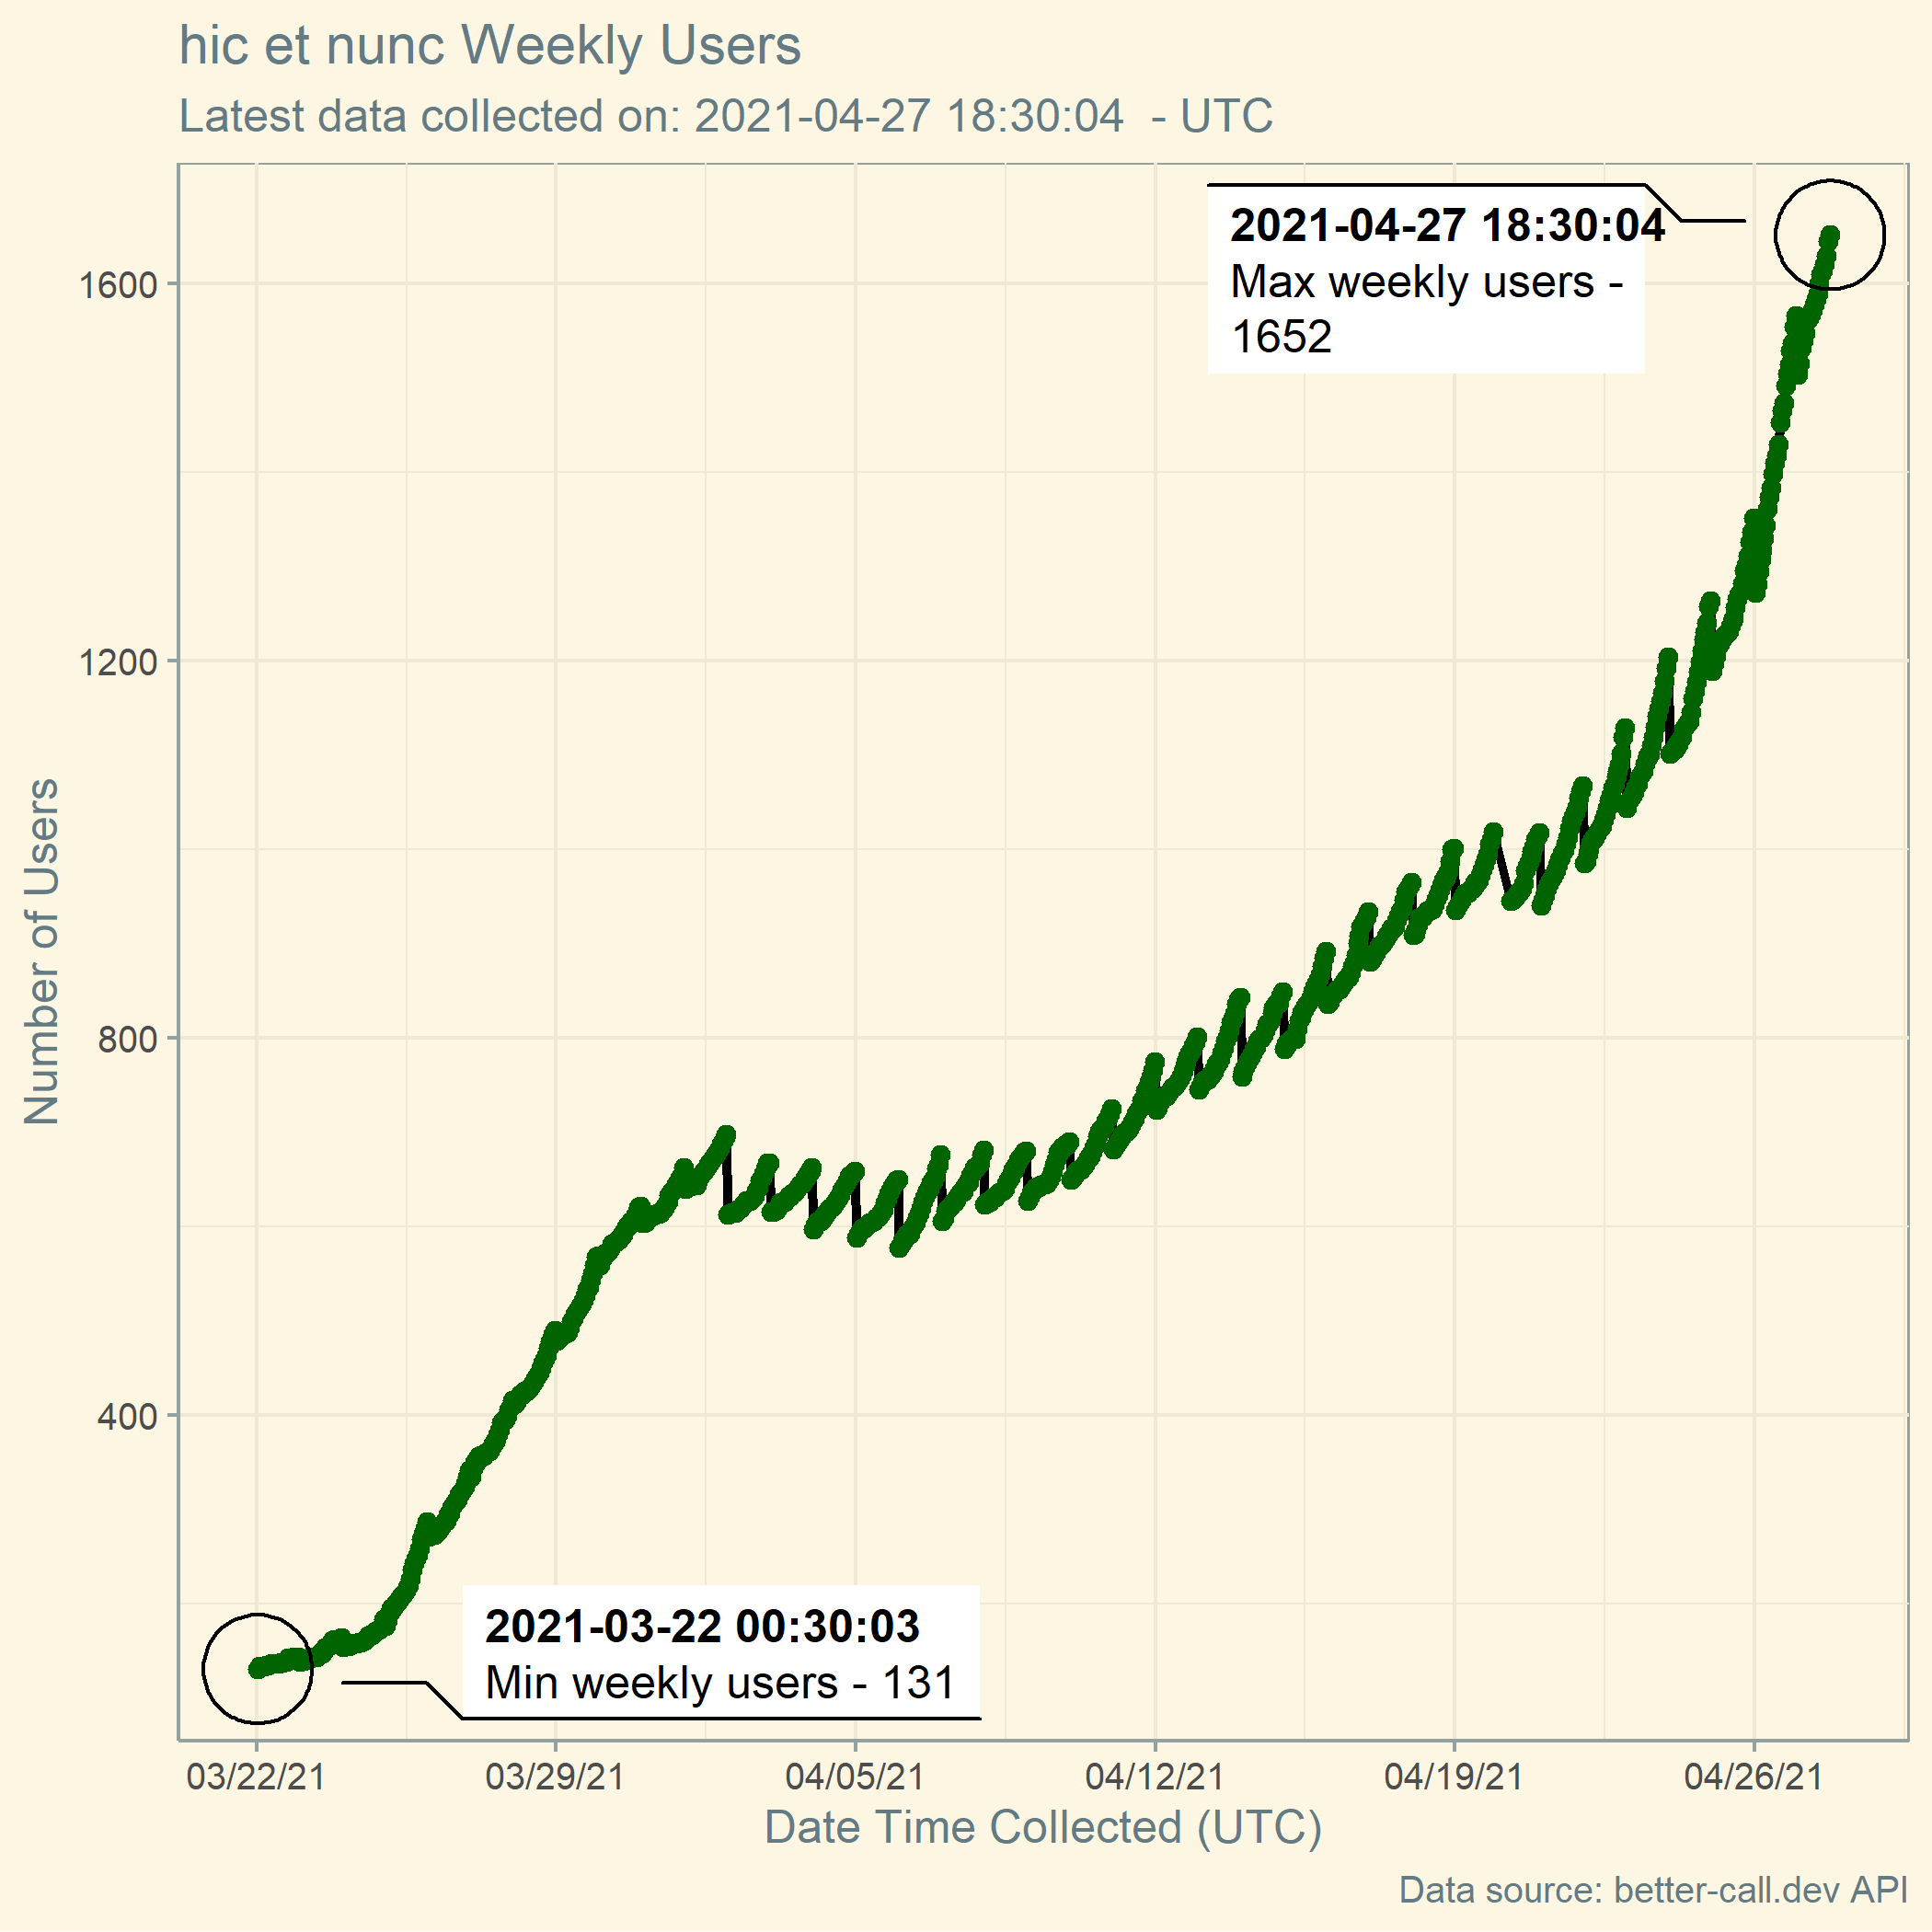 hic et nunc Weekly Users
Latest data collected on: 2021-04-27 18:30:04  - UTC
2021-04-27 18:30:04
Max weekly users -
1652
1600
1200
800
400
Number of Users
2021-03-22 00:30:03
Min weekly users - 131
03/22/21 03/29/21 04/05/21 04/12/21 04/19/21 04/26/21
Date Time Collected (UTC)
Data source: better-call.dev API